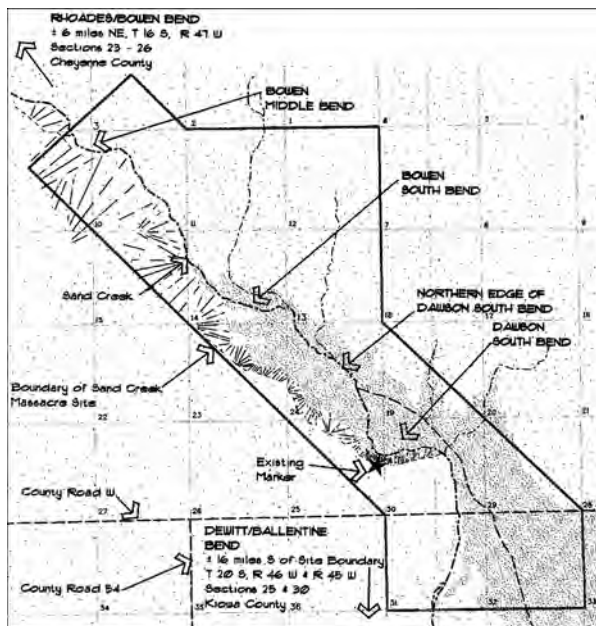 RHOADES/BOWEN BEND
± 6 miles NE, T 16 S, R 47 W
Sections 23 - 26
Cheyenne County
BOWEN
MIDDLE BEND
3
2
BOWEN
SOUTH BEND
10
11
12
7
8
9
Sand Creek
NORTHERN EDGE OF
DAWSON SOUTH BEND
15
14
13
18
17
16
DAWSON
SOUTH BEND
Boundary of Sand Creek
Massacre Site
22
23
24
19
20
21
Existing
Marker
County Road W
27
26
25
30
29
28
DEWITT/BALLENTINE
BEND
± 16 miles S of Site Boundary
T 20 S, R 46 W & R 45 W
Sections 25 & 30
Kiowa County
County Road 54
34
35
36
31
32
33